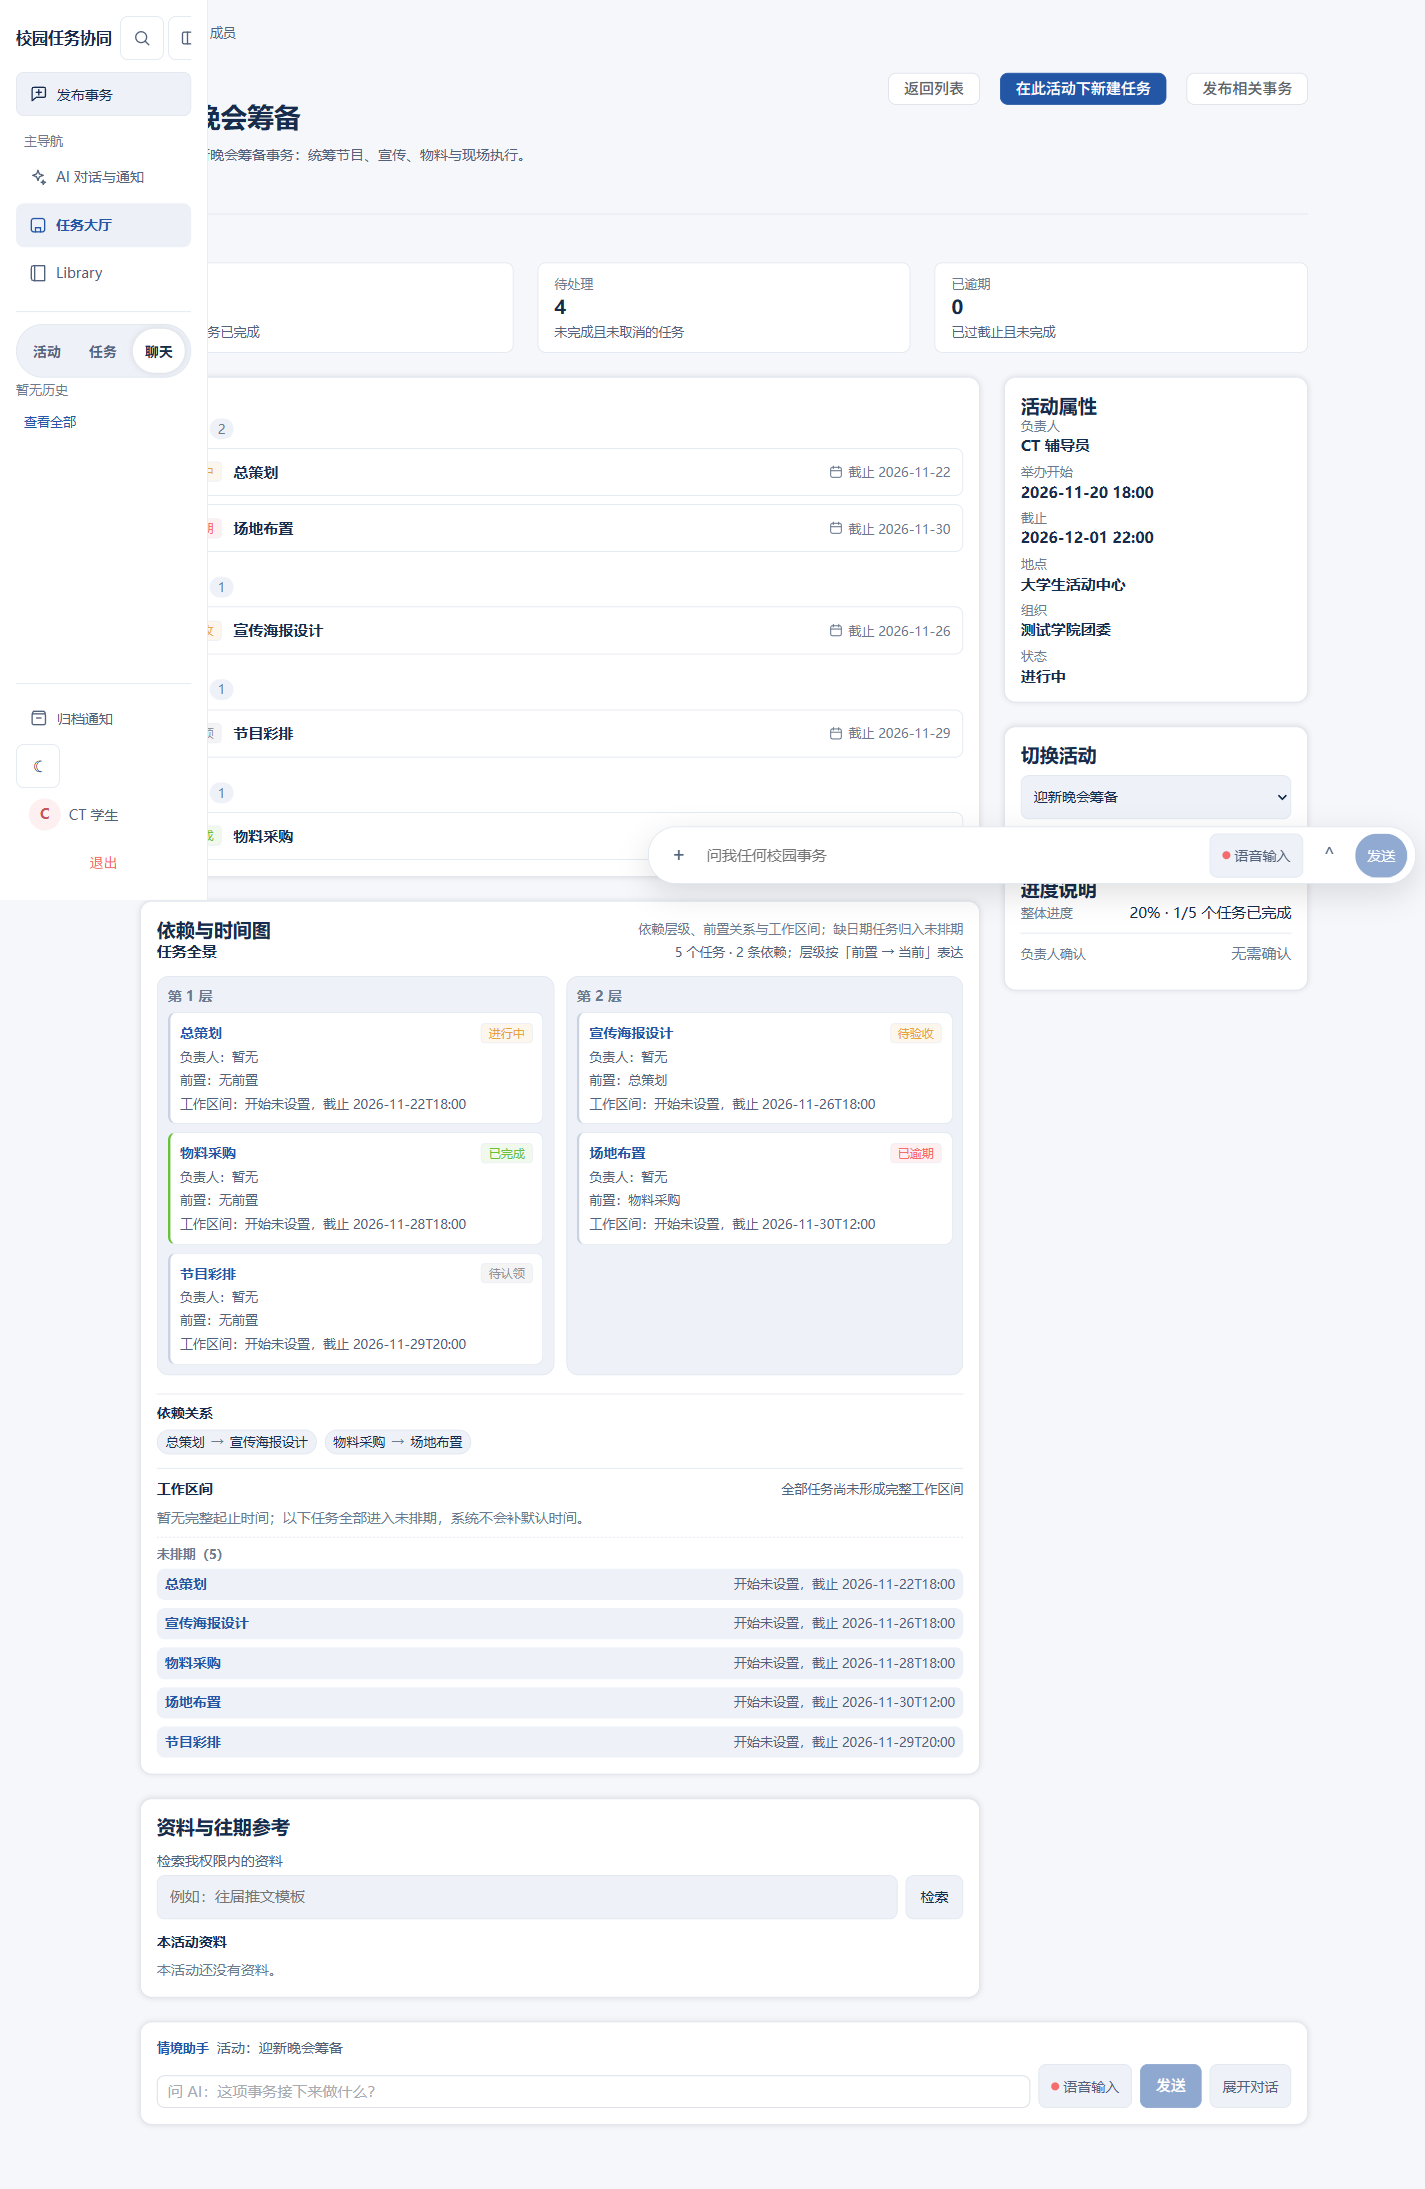 校园任务协同
发布事务
主导航
AI 对话与通知
任务大厅
Library
活动 任务 聊天
暂无历史
查看全部
归档通知
C CT 学生
退出
成员
返回列表 在此活动下新建任务 发布相关事务
晚会筹备
晚会筹备事务：统筹节目、宣传、物料与现场执行。
务已完成
待处理
4
未完成且未取消的任务
已逾期
0
已过截止且未完成
2
总策划 截止 2026-11-22
场地布置 截止 2026-11-30
1
宣传海报设计 截止 2026-11-26
1
节目彩排 截止 2026-11-29
1
物料采购
活动属性
负责人
CT 辅导员
举办开始
2026-11-20 18:00
截止
2026-12-01 22:00
地点
大学生活动中心
组织
测试学院团委
状态
进行中
切换活动
迎新晚会筹备
+ 问我任何校园事务 语音输入 ^ 发送
进度说明
整体进度 20% · 1/5 个任务已完成
负责人确认 无需确认
依赖与时间图 依赖层级、前置关系与工作区间；缺日期任务归入未排期
任务全景 5 个任务 · 2 条依赖；层级按「前置 → 当前」表达
第 1 层
总策划 进行中
负责人：暂无
前置：无前置
工作区间：开始未设置，截止 2026-11-22T18:00
物料采购 已完成
负责人：暂无
前置：无前置
工作区间：开始未设置，截止 2026-11-28T18:00
节目彩排 待认领
负责人：暂无
前置：无前置
工作区间：开始未设置，截止 2026-11-29T20:00
第 2 层
宣传海报设计 待验收
负责人：暂无
前置：总策划
工作区间：开始未设置，截止 2026-11-26T18:00
场地布置 已逾期
负责人：暂无
前置：物料采购
工作区间：开始未设置，截止 2026-11-30T12:00
依赖关系
总策划 → 宣传海报设计 物料采购 → 场地布置
工作区间 全部任务尚未形成完整工作区间
暂无完整起止时间；以下任务全部进入未排期，系统不会补默认时间。
未排期（5）
总策划 开始未设置，截止 2026-11-22T18:00
宣传海报设计 开始未设置，截止 2026-11-26T18:00
物料采购 开始未设置，截止 2026-11-28T18:00
场地布置 开始未设置，截止 2026-11-30T12:00
节目彩排 开始未设置，截止 2026-11-29T20:00
资料与往期参考
检索我权限内的资料
例如：往届推文模板 检索
本活动资料
本活动还没有资料。
情境助手 活动：迎新晚会筹备
问 AI：这项事务接下来做什么？ 语音输入 发送 展开对话